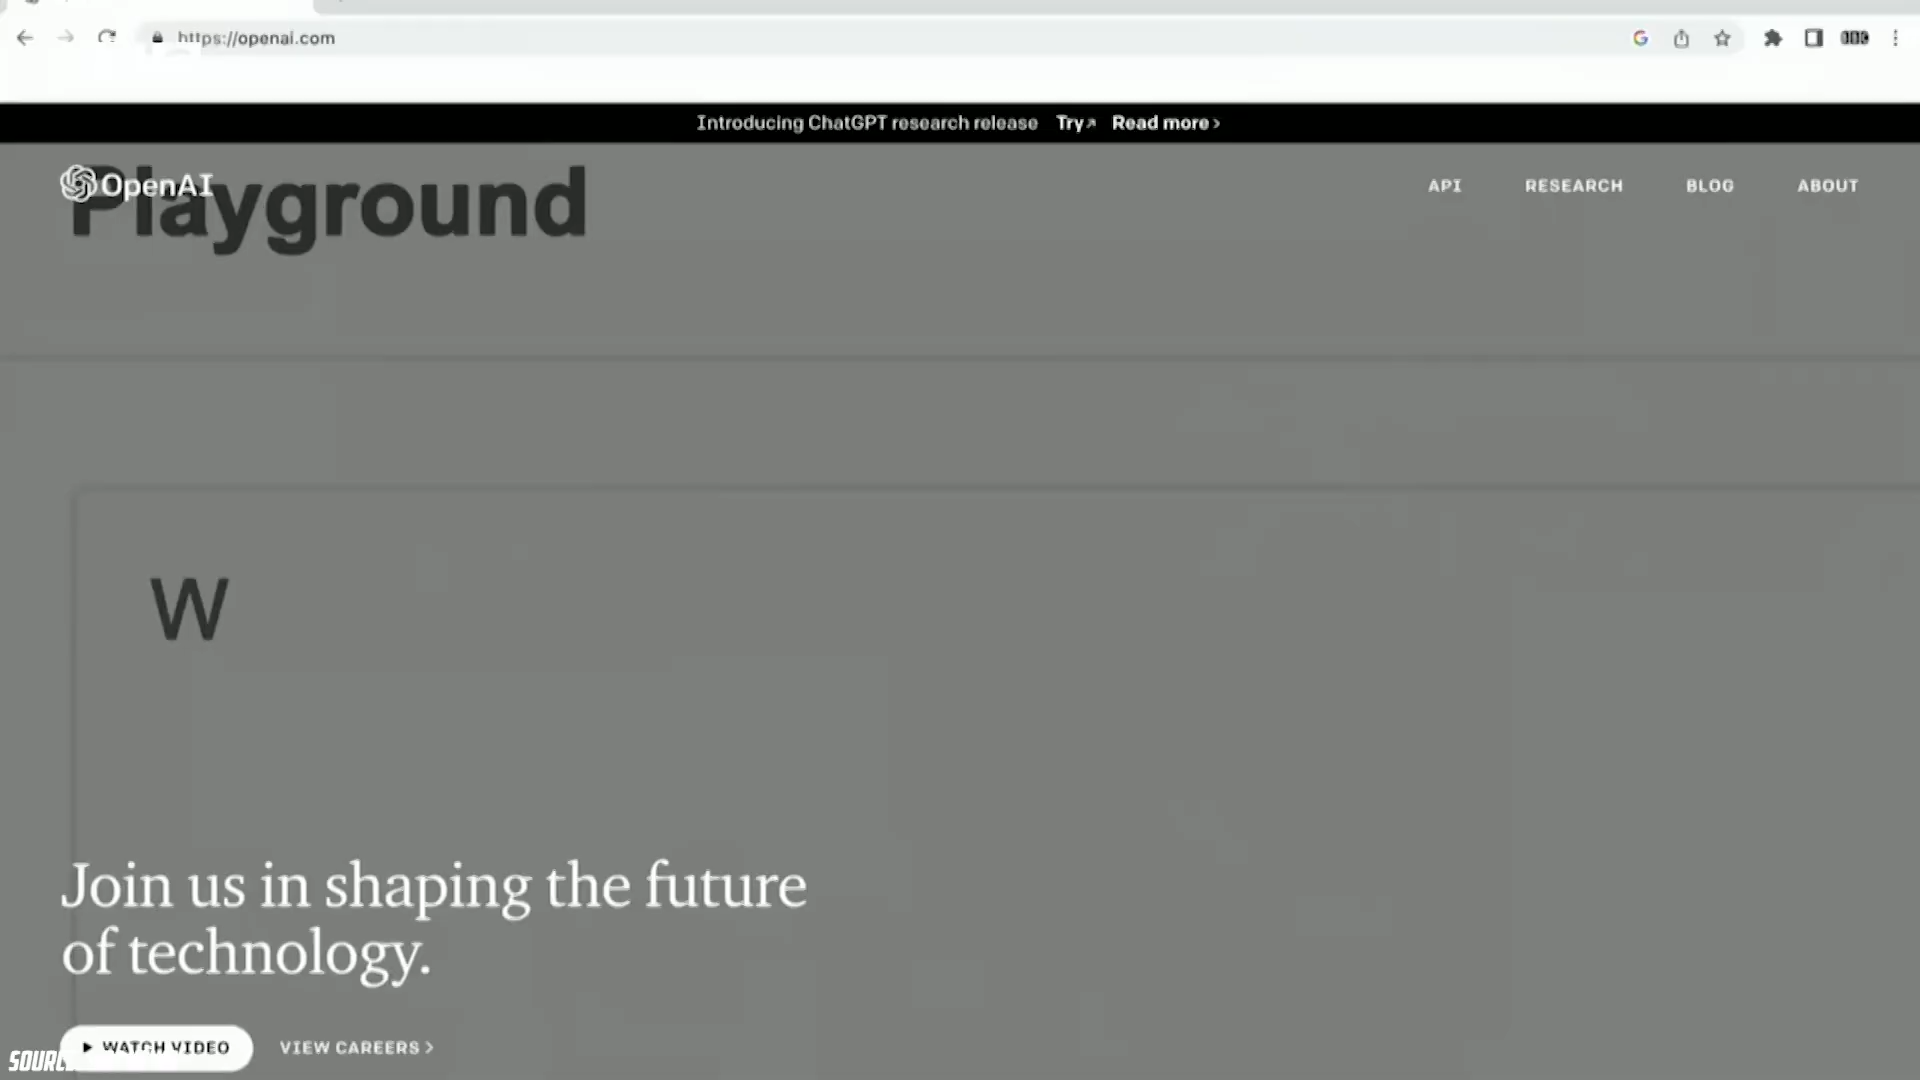 https://openai.com
Introducing ChatGPT research release Try↗ Read more ›
OpenAI
Playground
API RESEARCH BLOG ABOUT
W
Join us in shaping the future
of technology.
WATCH VIDEO VIEW CAREERS ›